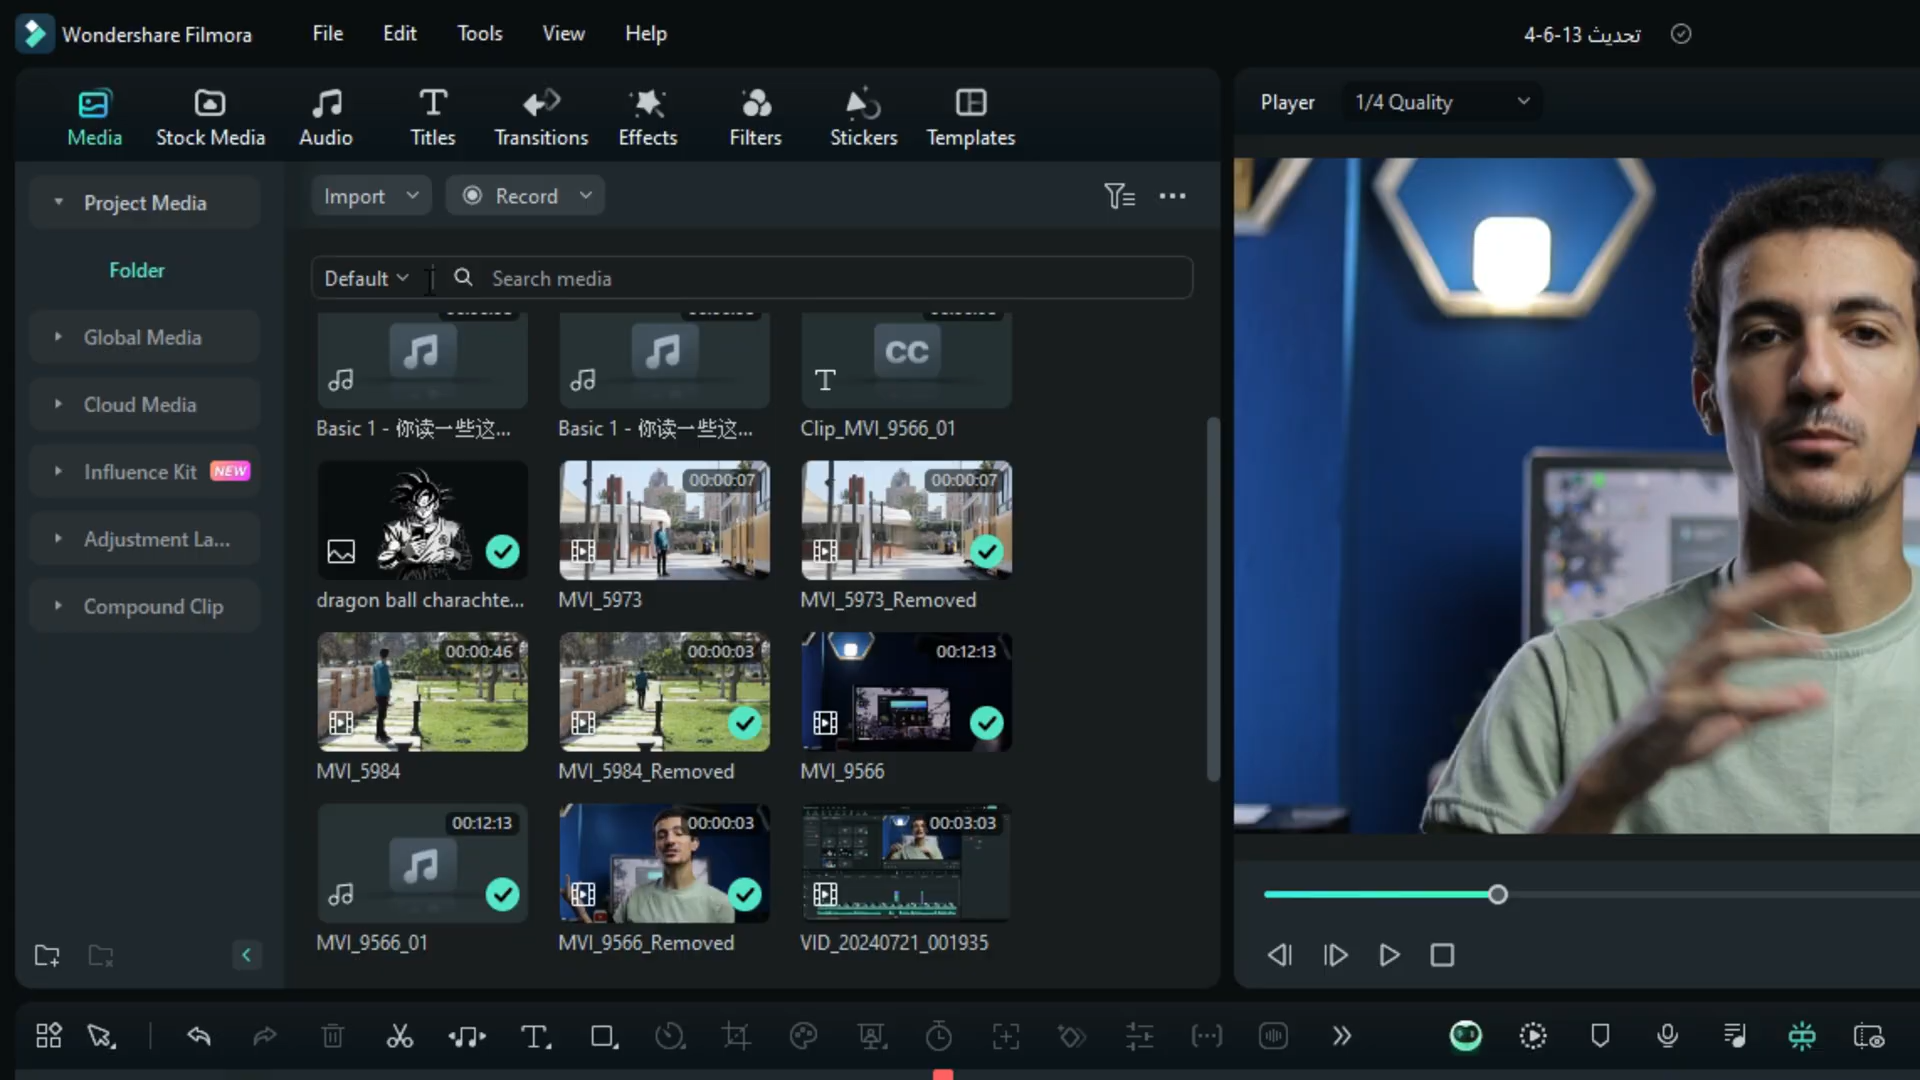 Wondershare Filmora
File Edit Tools View Help
تحديث 13-6-4
Media Stock Media Audio Titles Transitions Effects Filters Stickers Templates
Player 1/4 Quality
Project Media
Folder
Global Media
Cloud Media
Influence Kit NEW
Adjustment La...
Compound Clip
Import Record
Default Search media
CC
Basic 1 - 你读一些这... Basic 1 - 你读一些这... Clip_MVI_9566_01
00:00:07 00:00:07
dragon ball charachte... MVI_5973 MVI_5973_Removed
00:00:46 00:00:03 00:12:13
MVI_5984 MVI_5984_Removed MVI_9566
00:12:13 00:00:03 00:03:03
MVI_9566_01 MVI_9566_Removed VID_20240721_001935